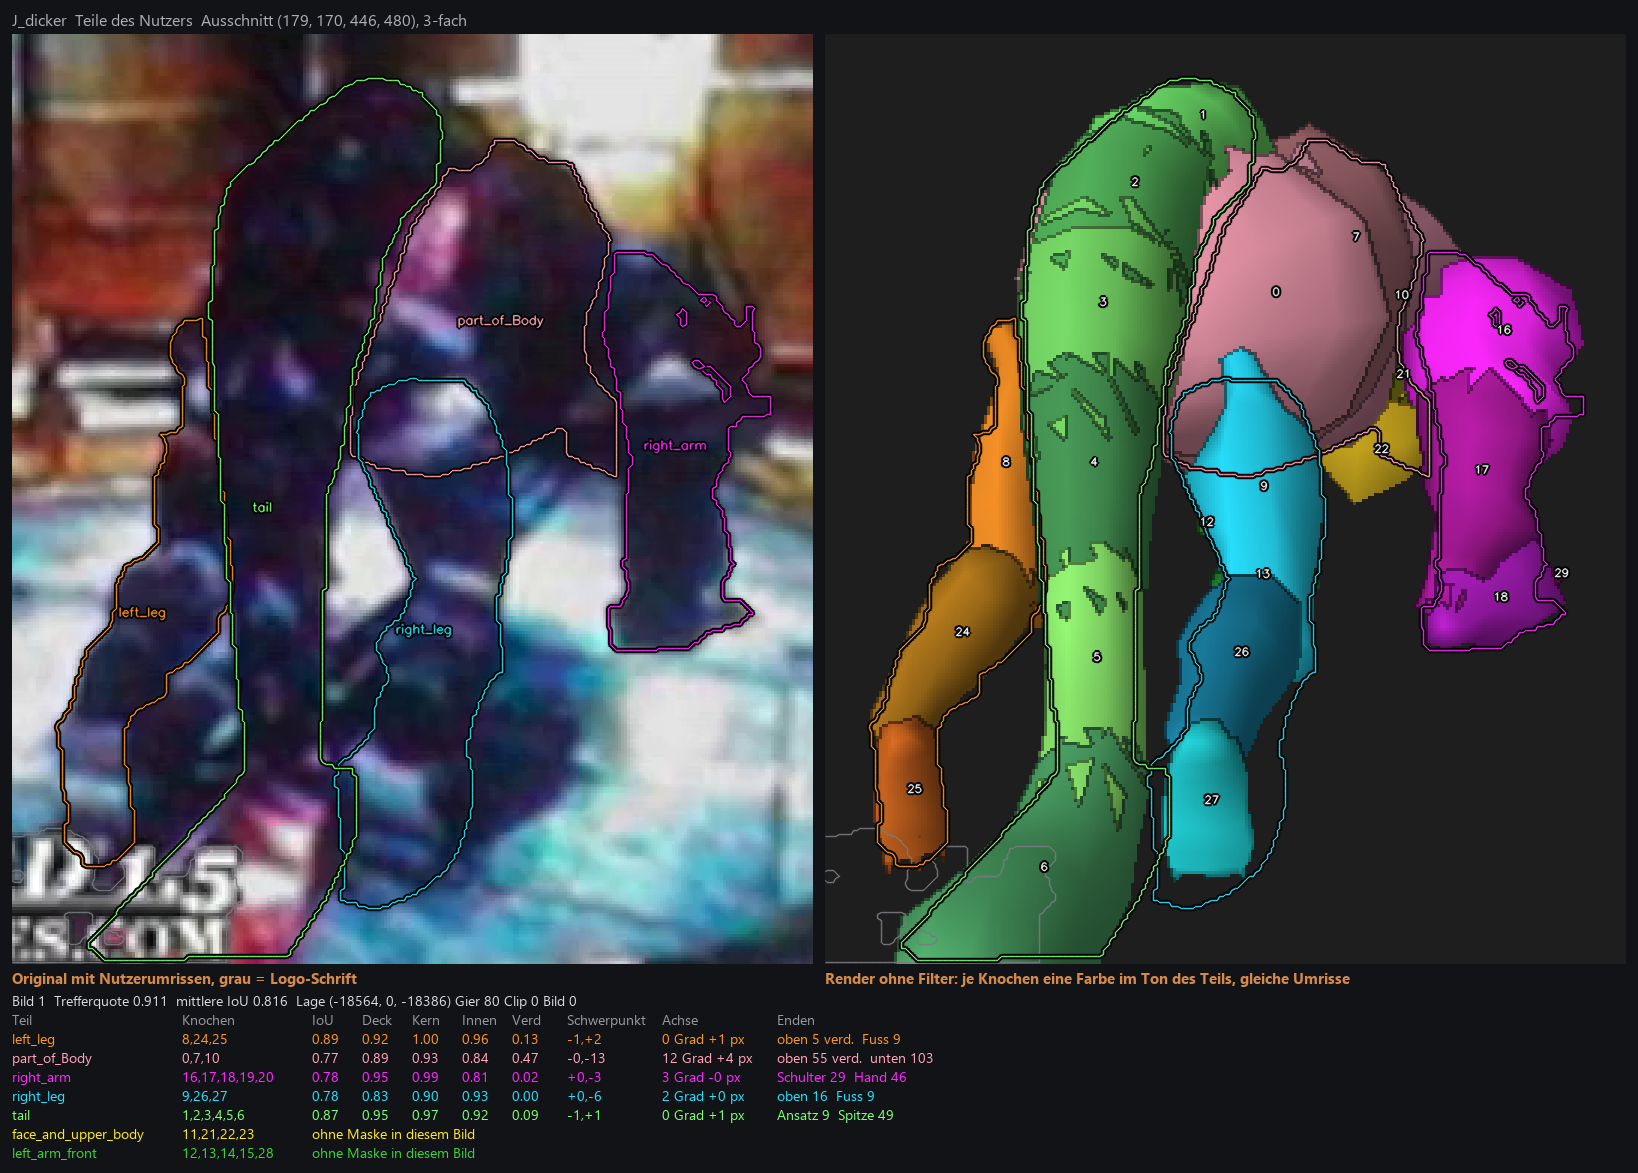 J_dicker Teile des Nutzers Ausschnitt (179, 170, 446, 480), 3-fach
part_of_Body
right_arm
tail
left_leg
right_leg
1
2
7
0
3
10
16
21
22
8
4
17
9
12
13
29
18
24
26
5
25
27
6
1.5
S.COM
Original mit Nutzerumrissen, grau = Logo-Schrift
Render ohne Filter: je Knochen eine Farbe im Ton des Teils, gleiche Umrisse
Bild 1 Trefferquote 0.911 mittlere IoU 0.816 Lage (-18564, 0, -18386) Gier 80 Clip 0 Bild 0
Teil Knochen IoU Deck Kern Innen Verd Schwerpunkt Achse Enden
left_leg 8,24,25 0.89 0.92 1.00 0.96 0.13 -1,+2 0 Grad +1 px oben 5 verd. Fuss 9
part_of_Body 0,7,10 0.77 0.89 0.93 0.84 0.47 -0,-13 12 Grad +4 px oben 55 verd. unten 103
right_arm 16,17,18,19,20 0.78 0.95 0.99 0.81 0.02 +0,-3 3 Grad -0 px Schulter 29 Hand 46
right_leg 9,26,27 0.78 0.83 0.90 0.93 0.00 +0,-6 2 Grad +0 px oben 16 Fuss 9
tail 1,2,3,4,5,6 0.87 0.95 0.97 0.92 0.09 -1,+1 0 Grad +1 px Ansatz 9 Spitze 49
face_and_upper_body 11,21,22,23 ohne Maske in diesem Bild
left_arm_front 12,13,14,15,28 ohne Maske in diesem Bild